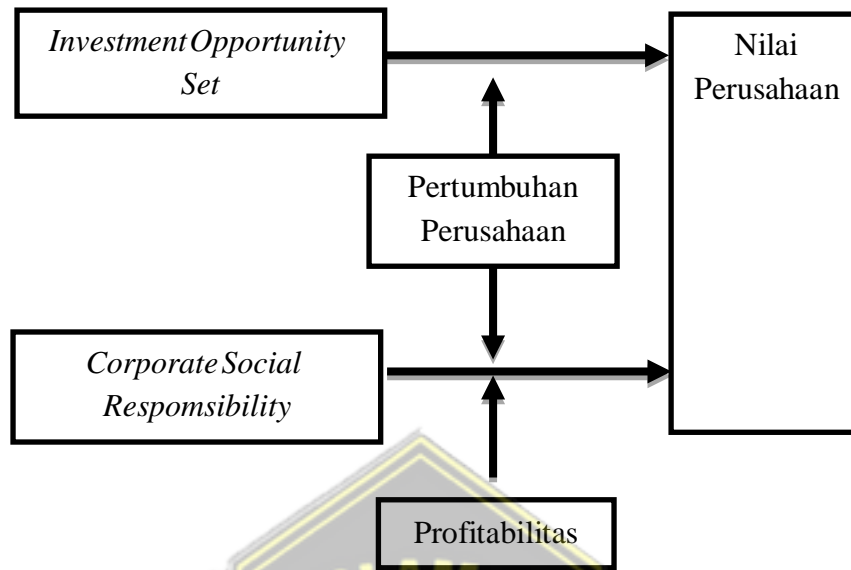 Investment Opportunity
Set
Nilai
Perusahaan
Pertumbuhan
Perusahaan
Corporate Social
Respomsibility
Profitabilitas